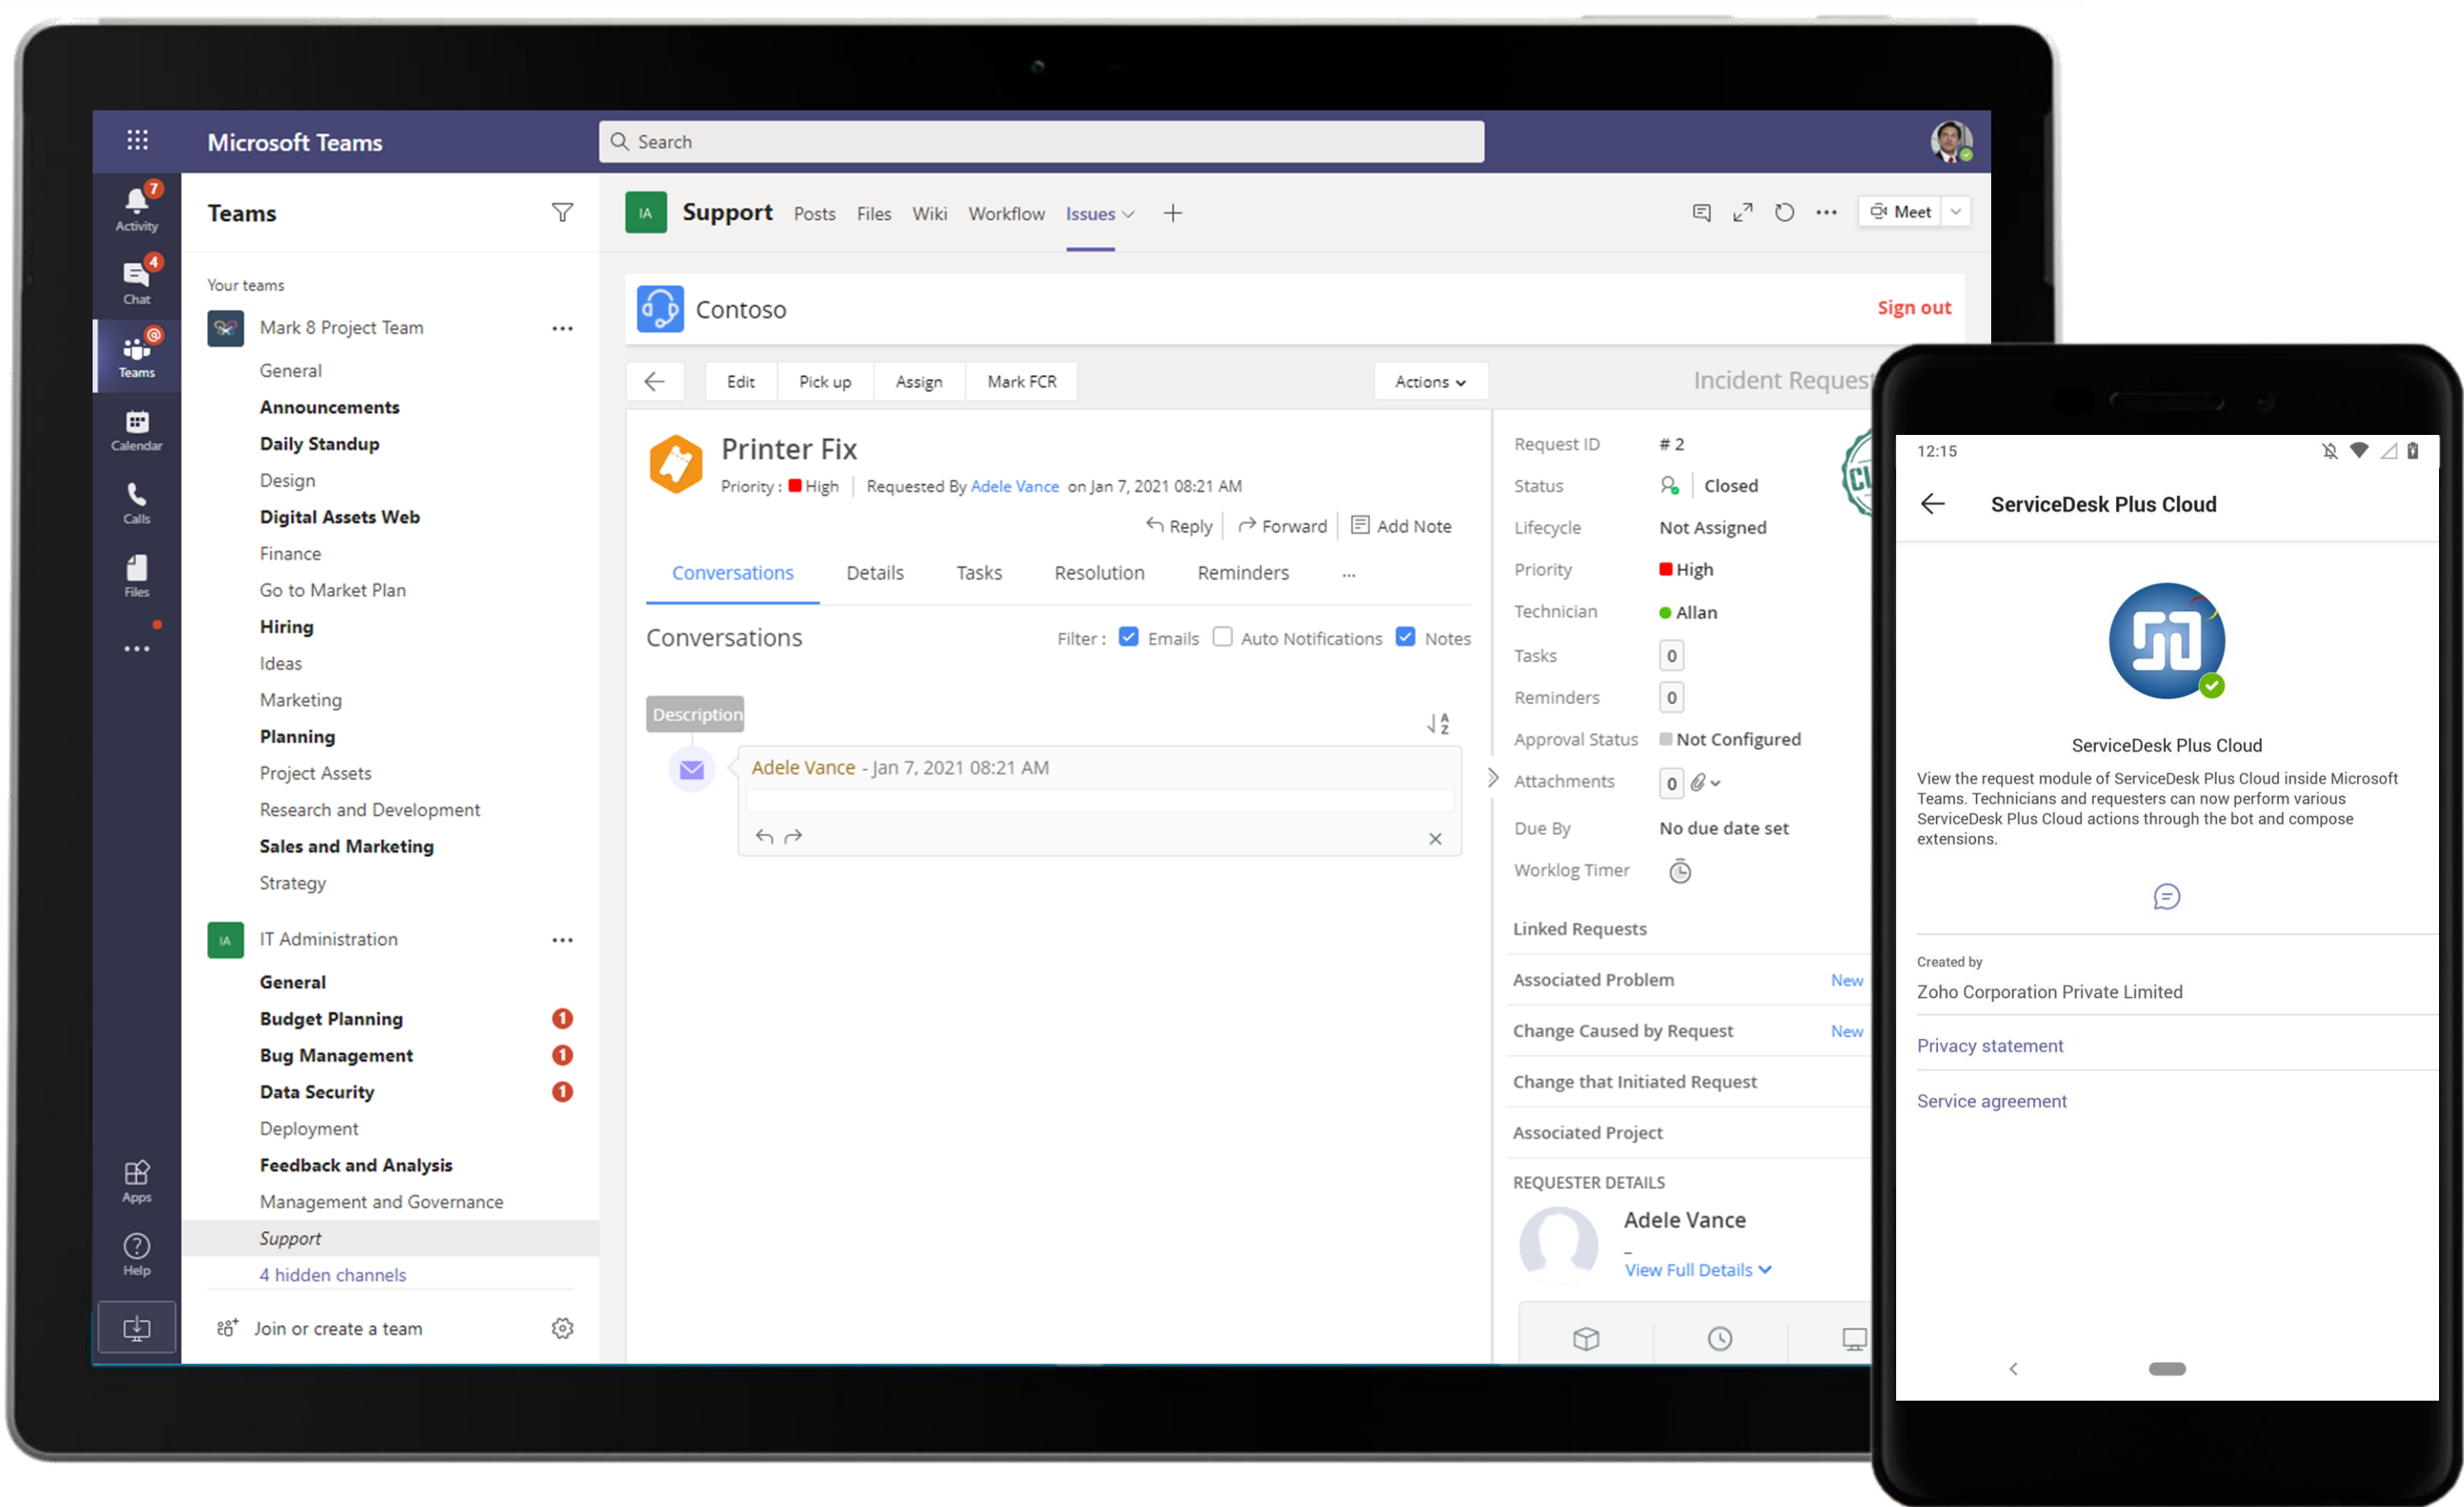 Microsoft Teams
Search
7
Activity
4
Chat
@
Teams
Calendar
Calls
Files
Apps
Help
Teams
Your teams
Mark 8 Project Team
General
Announcements
Daily Standup
Design
Digital Assets Web
Finance
Go to Market Plan
Hiring
Ideas
Marketing
Planning
Project Assets
Research and Development
Sales and Marketing
Strategy
IA IT Administration
General
Budget Planning 1
Bug Management 1
Data Security 1
Deployment
Feedback and Analysis
Management and Governance
Support
4 hidden channels
Join or create a team
IA Support Posts Files Wiki Workflow Issues
Meet
Contoso
Sign out
Edit Pick up Assign Mark FCR
Actions
Incident Request
Printer Fix
Priority : High Requested By Adele Vance on Jan 7, 2021 08:21 AM
Reply Forward Add Note
Conversations Details Tasks Resolution Reminders ...
Conversations
Filter : Emails Auto Notifications Notes
Description
A
Z
Adele Vance - Jan 7, 2021 08:21 AM
Request ID # 2
Status Closed
Lifecycle Not Assigned
Priority High
Technician Allan
Tasks 0
Reminders 0
Approval Status Not Configured
Attachments 0
Due By No due date set
Worklog Timer
Linked Requests
Associated Problem New
Change Caused by Request New
Change that Initiated Request
Associated Project
REQUESTER DETAILS
Adele Vance
–
View Full Details
12:15
ServiceDesk Plus Cloud
ServiceDesk Plus Cloud
View the request module of ServiceDesk Plus Cloud inside Microsoft
Teams. Technicians and requesters can now perform various
ServiceDesk Plus Cloud actions through the bot and compose
extensions.
Created by
Zoho Corporation Private Limited
Privacy statement
Service agreement